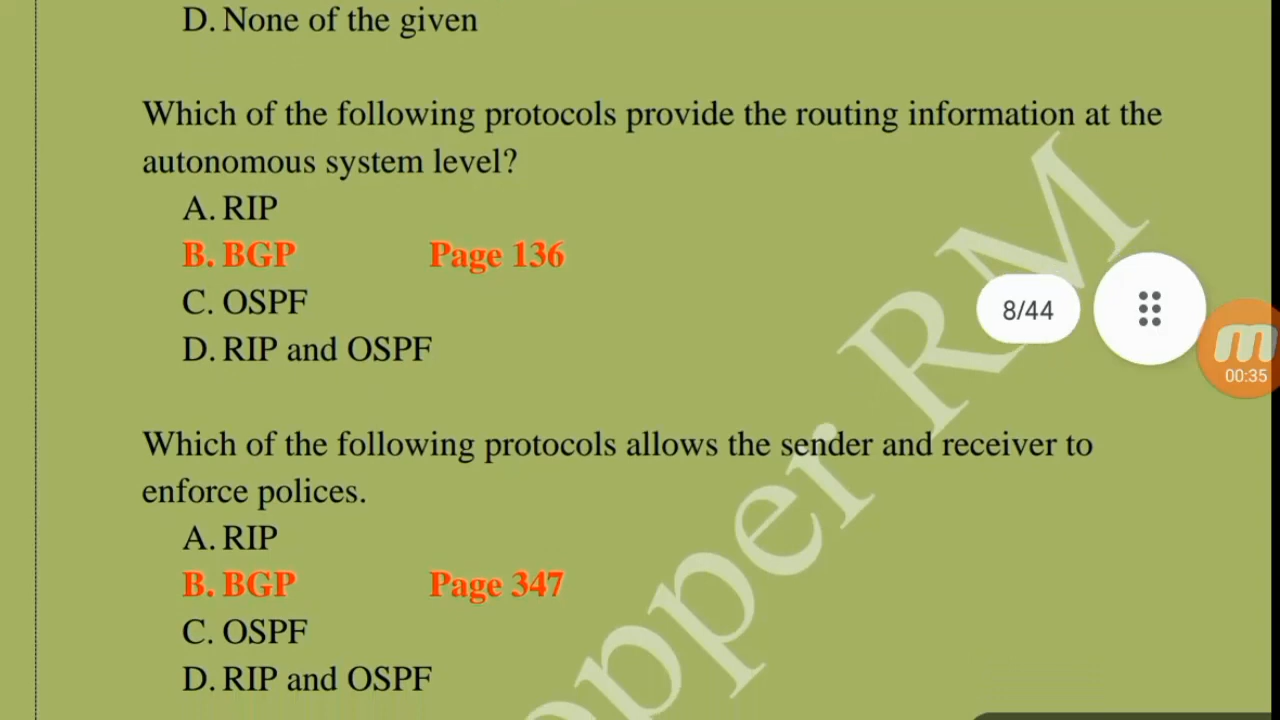 D. None of the given
Which of the following protocols provide the routing information at the
autonomous system level?
A. RIP
B. BGP Page 136
C. OSPF
D. RIP and OSPF
8/44
00:35
Which of the following protocols allows the sender and receiver to
enforce polices.
A. RIP
B. BGP Page 347
C. OSPF
D. RIP and OSPF
opper RM